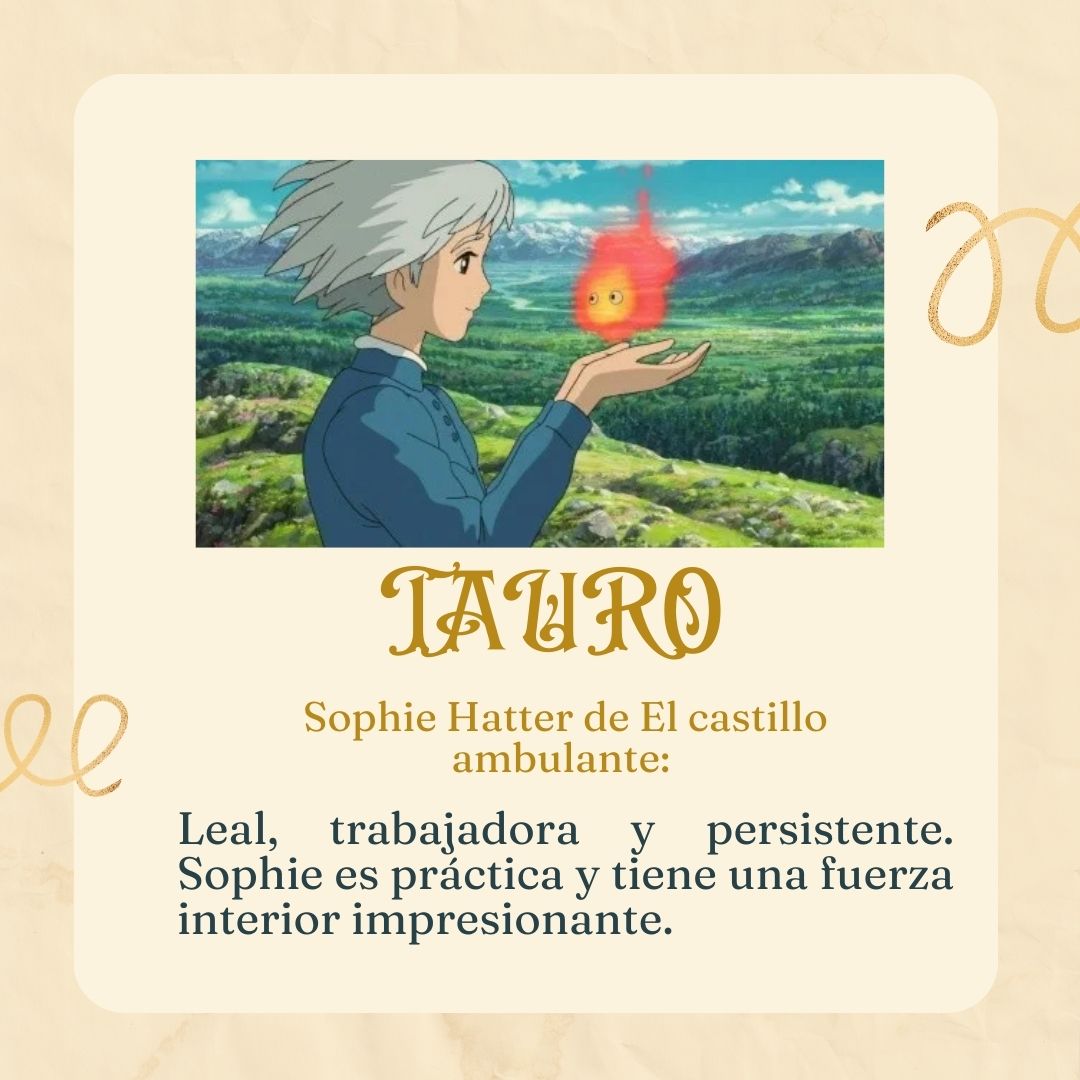 TAURO
Sophie Hatter de El castillo
ambulante:
Leal, trabajadora y persistente.
Sophie es práctica y tiene una fuerza
interior impresionante.